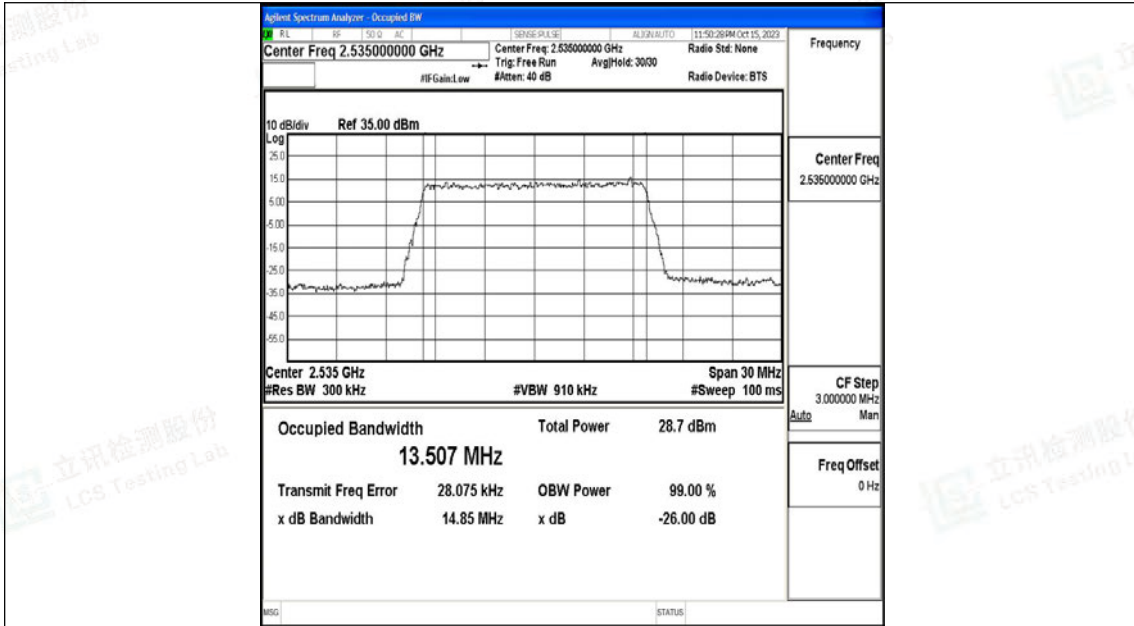 Agilent Spectrum Analyzer - Occupied BW
RL RF 50 Ω AC SENSE:PULSE ALIGN AUTO 11:50:28 PM Oct 15, 2023
Center Freq 2.535000000 GHz
Center Freq: 2.535000000 GHz
Radio Std: None
Trig: Free Run Avg|Hold: 30/30
#IFGain:Low #Atten: 40 dB Radio Device: BTS
10 dB/div Ref 35.00 dBm
Log
25.0
15.0
5.00
-5.00
-15.0
-25.0
-35.0
-45.0
-55.0
Center 2.535 GHz Span 30 MHz
#Res BW 300 kHz #VBW 910 kHz #Sweep 100 ms
Occupied Bandwidth Total Power 28.7 dBm
13.507 MHz
Transmit Freq Error 28.075 kHz OBW Power 99.00 %
x dB Bandwidth 14.85 MHz x dB -26.00 dB
MSG STATUS
Frequency
Center Freq
2.535000000 GHz
CF Step
3.000000 MHz
Auto Man
Freq Offset
0 Hz
立讯检测股份
LCS Testing Lab
立讯检测股份
LCS Testing